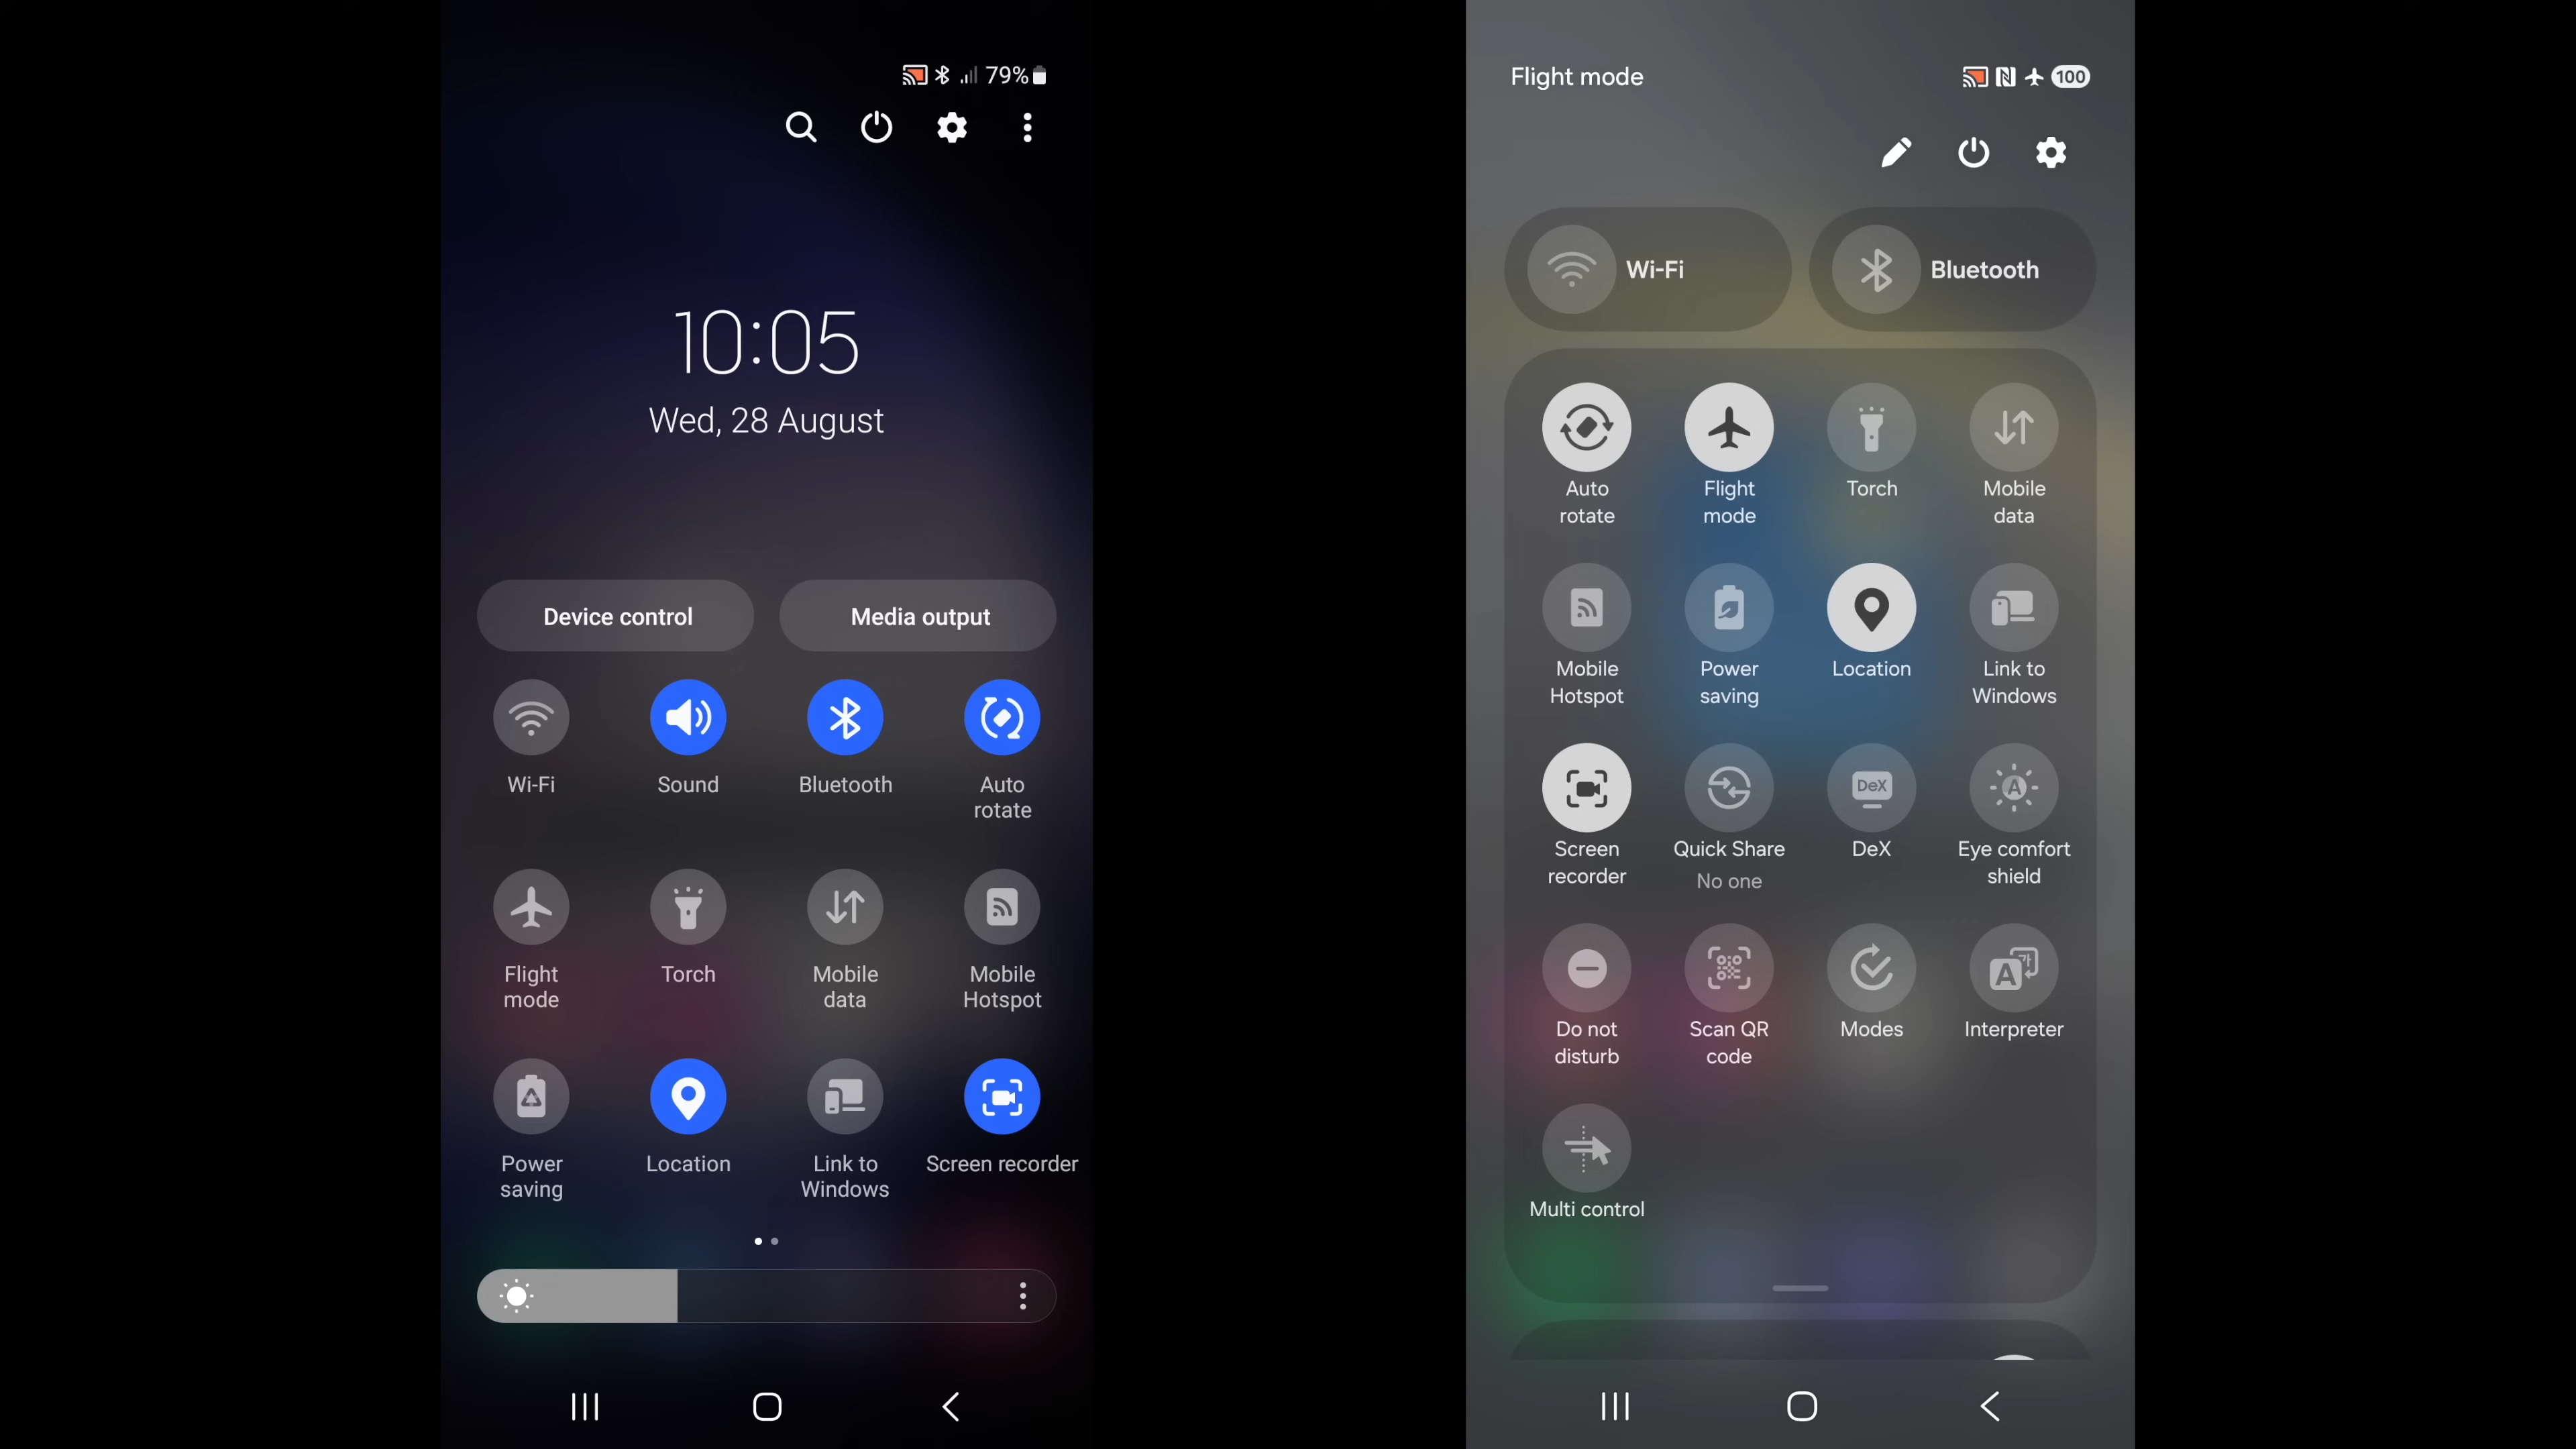 79%
10:05
Wed, 28 August
Device control
Media output
Wi-Fi
Sound
Bluetooth
Auto
rotate
Flight
mode
Torch
Mobile
data
Mobile
Hotspot
Power
saving
Location
Link to
Windows
Screen recorder
Flight mode
100
Wi-Fi
Bluetooth
Auto
rotate
Flight
mode
Torch
Mobile
data
Mobile
Hotspot
Power
saving
Location
Link to
Windows
Screen
recorder
Quick Share
No one
DeX
DeX
A
Eye comfort
shield
Do not
disturb
Scan QR
code
Modes
A 가
Interpreter
Multi control